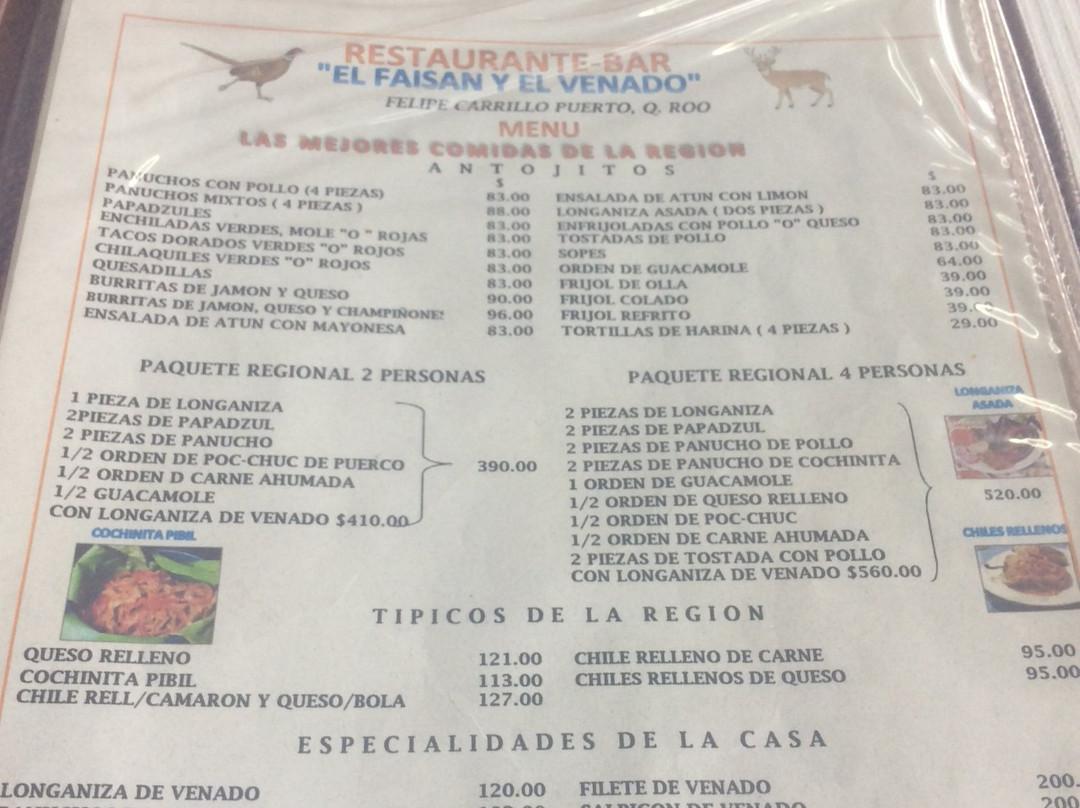 RESTAURANTE-BAR
"EL FAISAN Y EL VENADO"
FELIPE CARRILLO PUERTO, Q. ROO
MENU
LAS MEJORES COMIDAS DE LA REGION
ANTOJITOS
$
PANUCHOS CON POLLO (4 PIEZAS) 83.00
PANUCHOS MIXTOS ( 4 PIEZAS ) 88.00
PAPADZULES 83.00
ENCHILADAS VERDES, MOLE "O " ROJAS 83.00
TACOS DORADOS VERDES "O" ROJOS 83.00
CHILAQUILES VERDES "O" ROJOS 83.00
QUESADILLAS 83.00
BURRITAS DE JAMON Y QUESO 90.00
BURRITAS DE JAMON, QUESO Y CHAMPIÑONE! 96.00
ENSALADA DE ATUN CON MAYONESA 83.00
$
ENSALADA DE ATUN CON LIMON 83.00
LONGANIZA ASADA ( DOS PIEZAS ) 83.00
ENFRIJOLADAS CON POLLO "O" QUESO 83.00
TOSTADAS DE POLLO 83.00
SOPES 83.00
ORDEN DE GUACAMOLE 64.00
FRIJOL DE OLLA 39.00
FRIJOL COLADO 39.00
FRIJOL REFRITO 39.00
TORTILLAS DE HARINA ( 4 PIEZAS ) 29.00
PAQUETE REGIONAL 2 PERSONAS
1 PIEZA DE LONGANIZA
2PIEZAS DE PAPADZUL
2 PIEZAS DE PANUCHO
1/2 ORDEN DE POC-CHUC DE PUERCO
1/2 ORDEN D CARNE AHUMADA
1/2 GUACAMOLE
CON LONGANIZA DE VENADO $410.00
390.00
COCHINITA PIBIL
PAQUETE REGIONAL 4 PERSONAS
2 PIEZAS DE LONGANIZA
2 PIEZAS DE PAPADZUL
2 PIEZAS DE PANUCHO DE POLLO
2 PIEZAS DE PANUCHO DE COCHINITA
1 ORDEN DE GUACAMOLE
1/2 ORDEN DE QUESO RELLENO
1/2 ORDEN DE POC-CHUC
1/2 ORDEN DE CARNE AHUMADA
2 PIEZAS DE TOSTADA CON POLLO
CON LONGANIZA DE VENADO $560.00
LONGANIZA
ASADA
520.00
CHILES RELLENOS
TIPICOS DE LA REGION
QUESO RELLENO 121.00
COCHINITA PIBIL 113.00
CHILE RELL/CAMARON Y QUESO/BOLA 127.00
CHILE RELLENO DE CARNE 95.00
CHILES RELLENOS DE QUESO 95.00
ESPECIALIDADES DE LA CASA
LONGANIZA DE VENADO 120.00
FILETE DE VENADO 200.
SALPICON DE VENADO 200